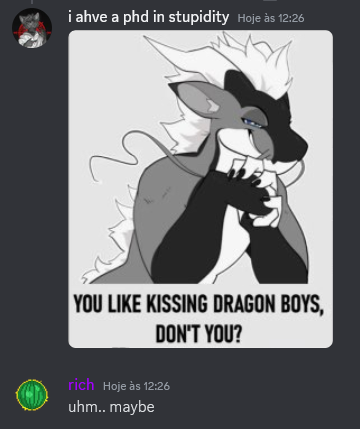 i ahve a phd in stupidity Hoje às 12:26
YOU LIKE KISSING DRAGON BOYS,
DON'T YOU?
rich Hoje às 12:26
uhm.. maybe